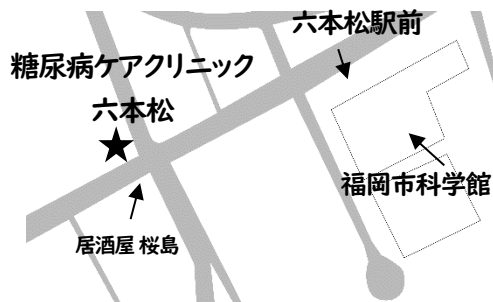 六本松駅前
糖尿病ケアクリニック
六本松
福岡市科学館
居酒屋 桜島